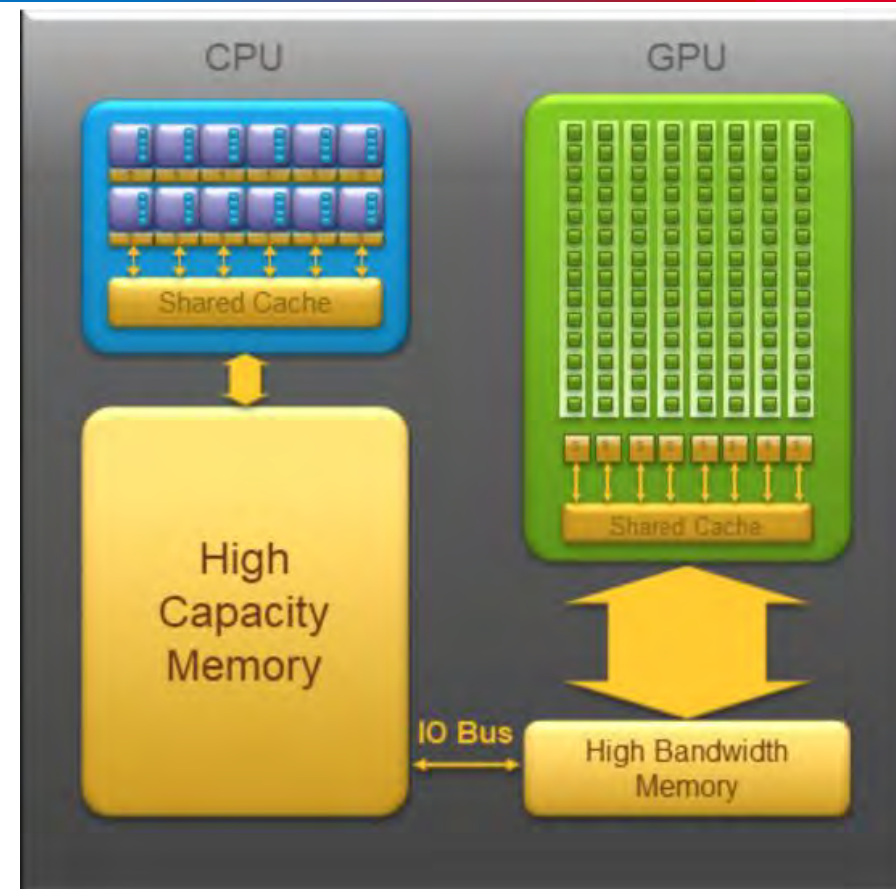 CPU
GPU
Shared Cache
Shared Cache
High
Capacity
Memory
IO Bus
High Bandwidth
Memory